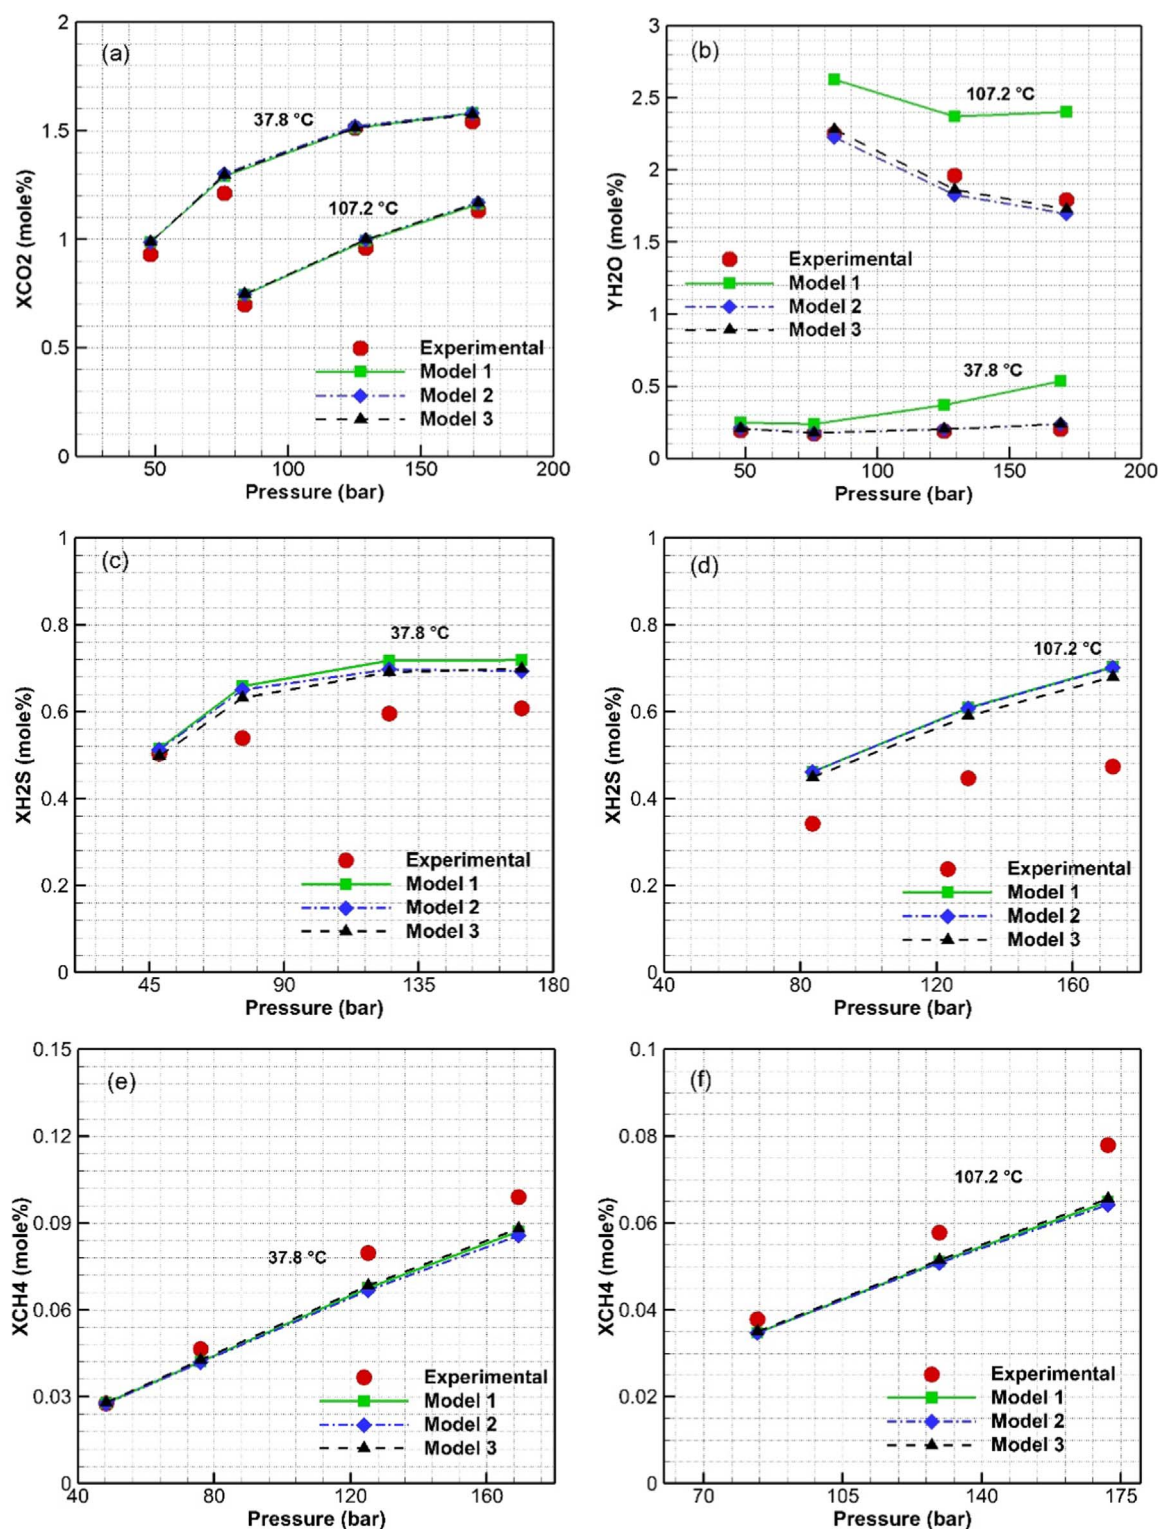 (a)
2
1.5
1
0.5
0
XCO2 (mole%)
37.8 °C
107.2 °C
Experimental
Model 1
Model 2
Model 3
50 100 150 200
Pressure (bar)
(b)
3
2.5
2
1.5
1
0.5
0
YH2O (mole%)
107.2 °C
Experimental
Model 1
Model 2
Model 3
37.8 °C
50 100 150 200
Pressure (bar)
(c)
1
0.8
0.6
0.4
0.2
0
XH2S (mole%)
37.8 °C
Experimental
Model 1
Model 2
Model 3
45 90 135 180
Pressure (bar)
(d)
1
0.8
0.6
0.4
0.2
0
XH2S (mole%)
107.2 °C
Experimental
Model 1
Model 2
Model 3
40 80 120 160
Pressure (bar)
(e)
0.15
0.12
0.09
0.06
0.03
0
XCH4 (mole%)
37.8 °C
Experimental
Model 1
Model 2
Model 3
40 80 120 160
Pressure (bar)
(f)
0.1
0.08
0.06
0.04
0.02
0
XCH4 (mole%)
107.2 °C
Experimental
Model 1
Model 2
Model 3
70 105 140 175
Pressure (bar)